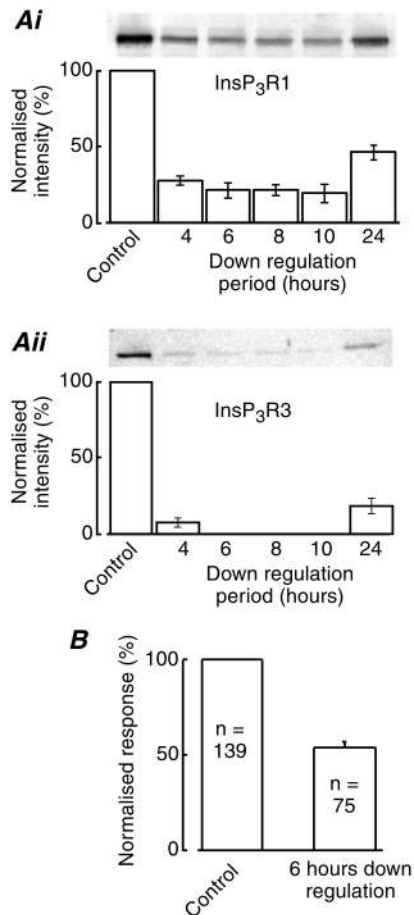 Ai
InsP3R1
Normalised
intensity (%)
100
50
0
Control
4 6 8 10 24
Down regulation
period (hours)
Aii
InsP3R3
Normalised
intensity (%)
100
50
0
Control
4 6 8 10 24
Down regulation
period (hours)
B
Normalised response (%)
100
50
0
n =
139
n =
75
Control
6 hours down
regulation